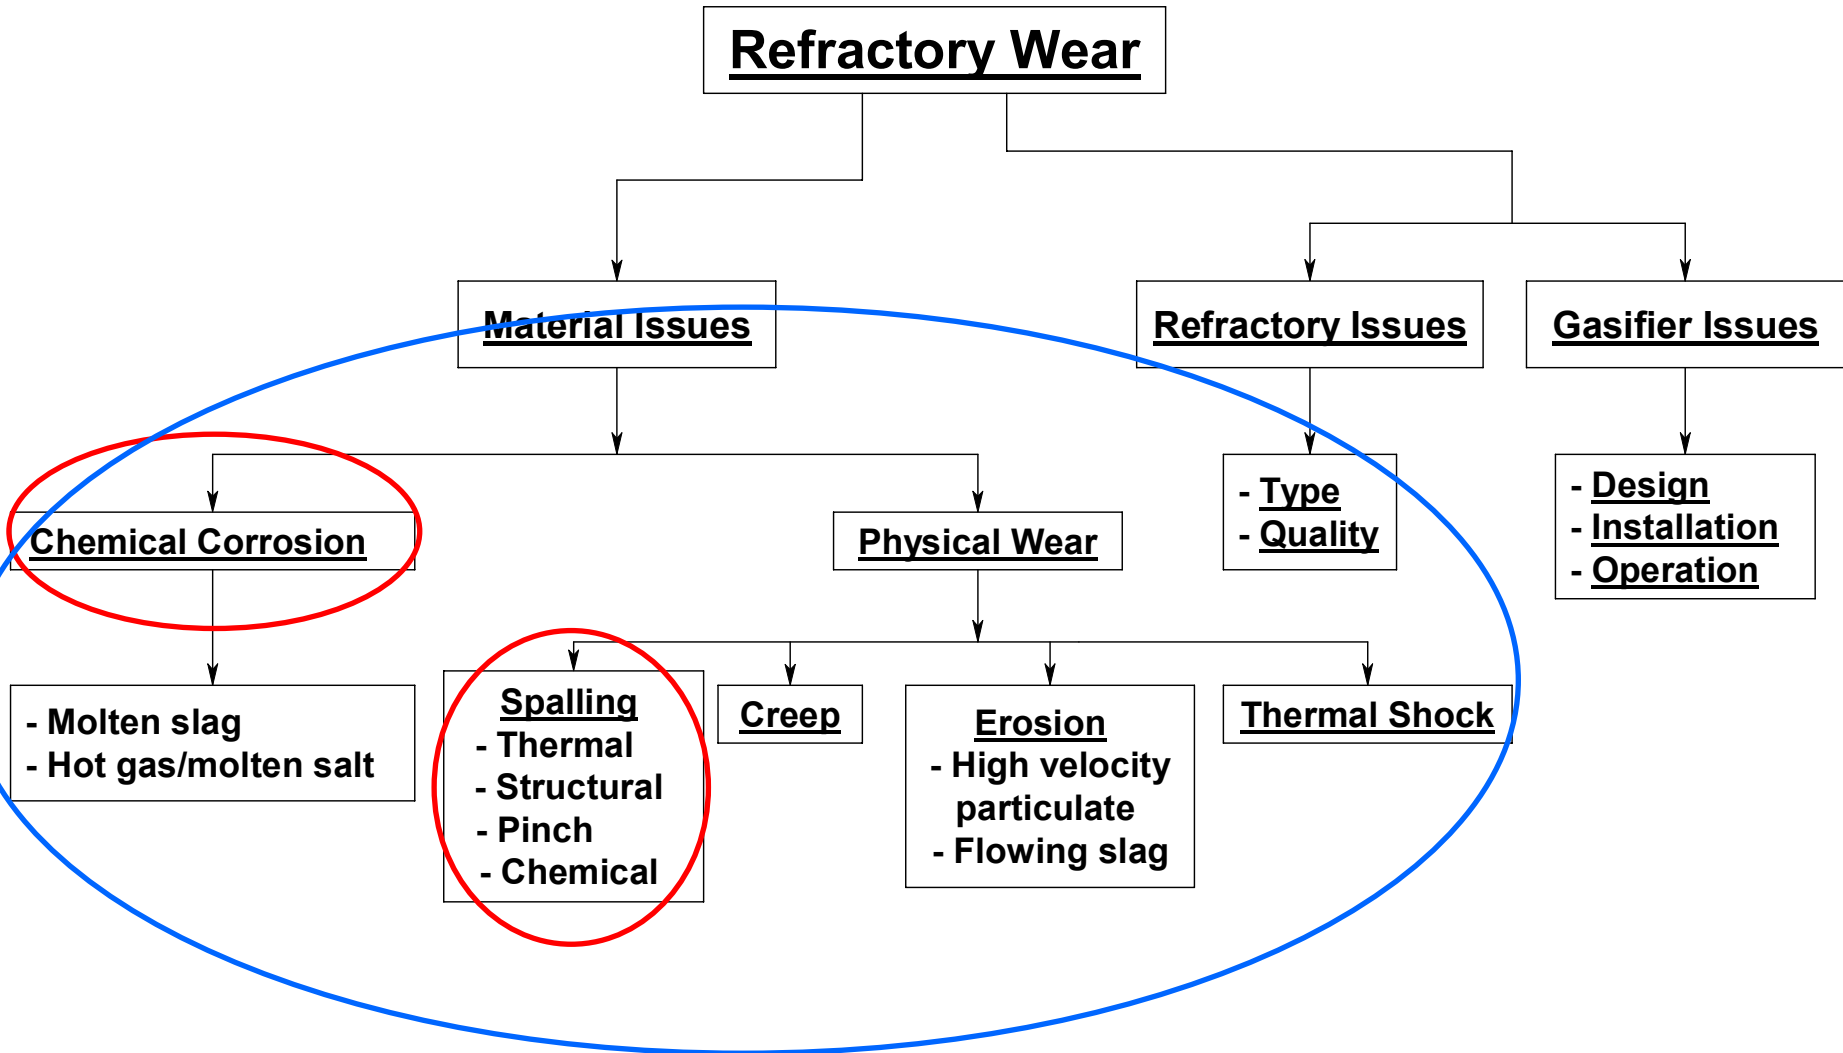 Refractory Wear
Material Issues
Refractory Issues
Gasifier Issues
Chemical Corrosion
Physical Wear
- Type
- Quality
- Design
- Installation
- Operation
- Molten slag
- Hot gas/molten salt
Spalling
- Thermal
- Structural
- Pinch
- Chemical
Creep
Erosion
- High velocity
particulate
- Flowing slag
Thermal Shock